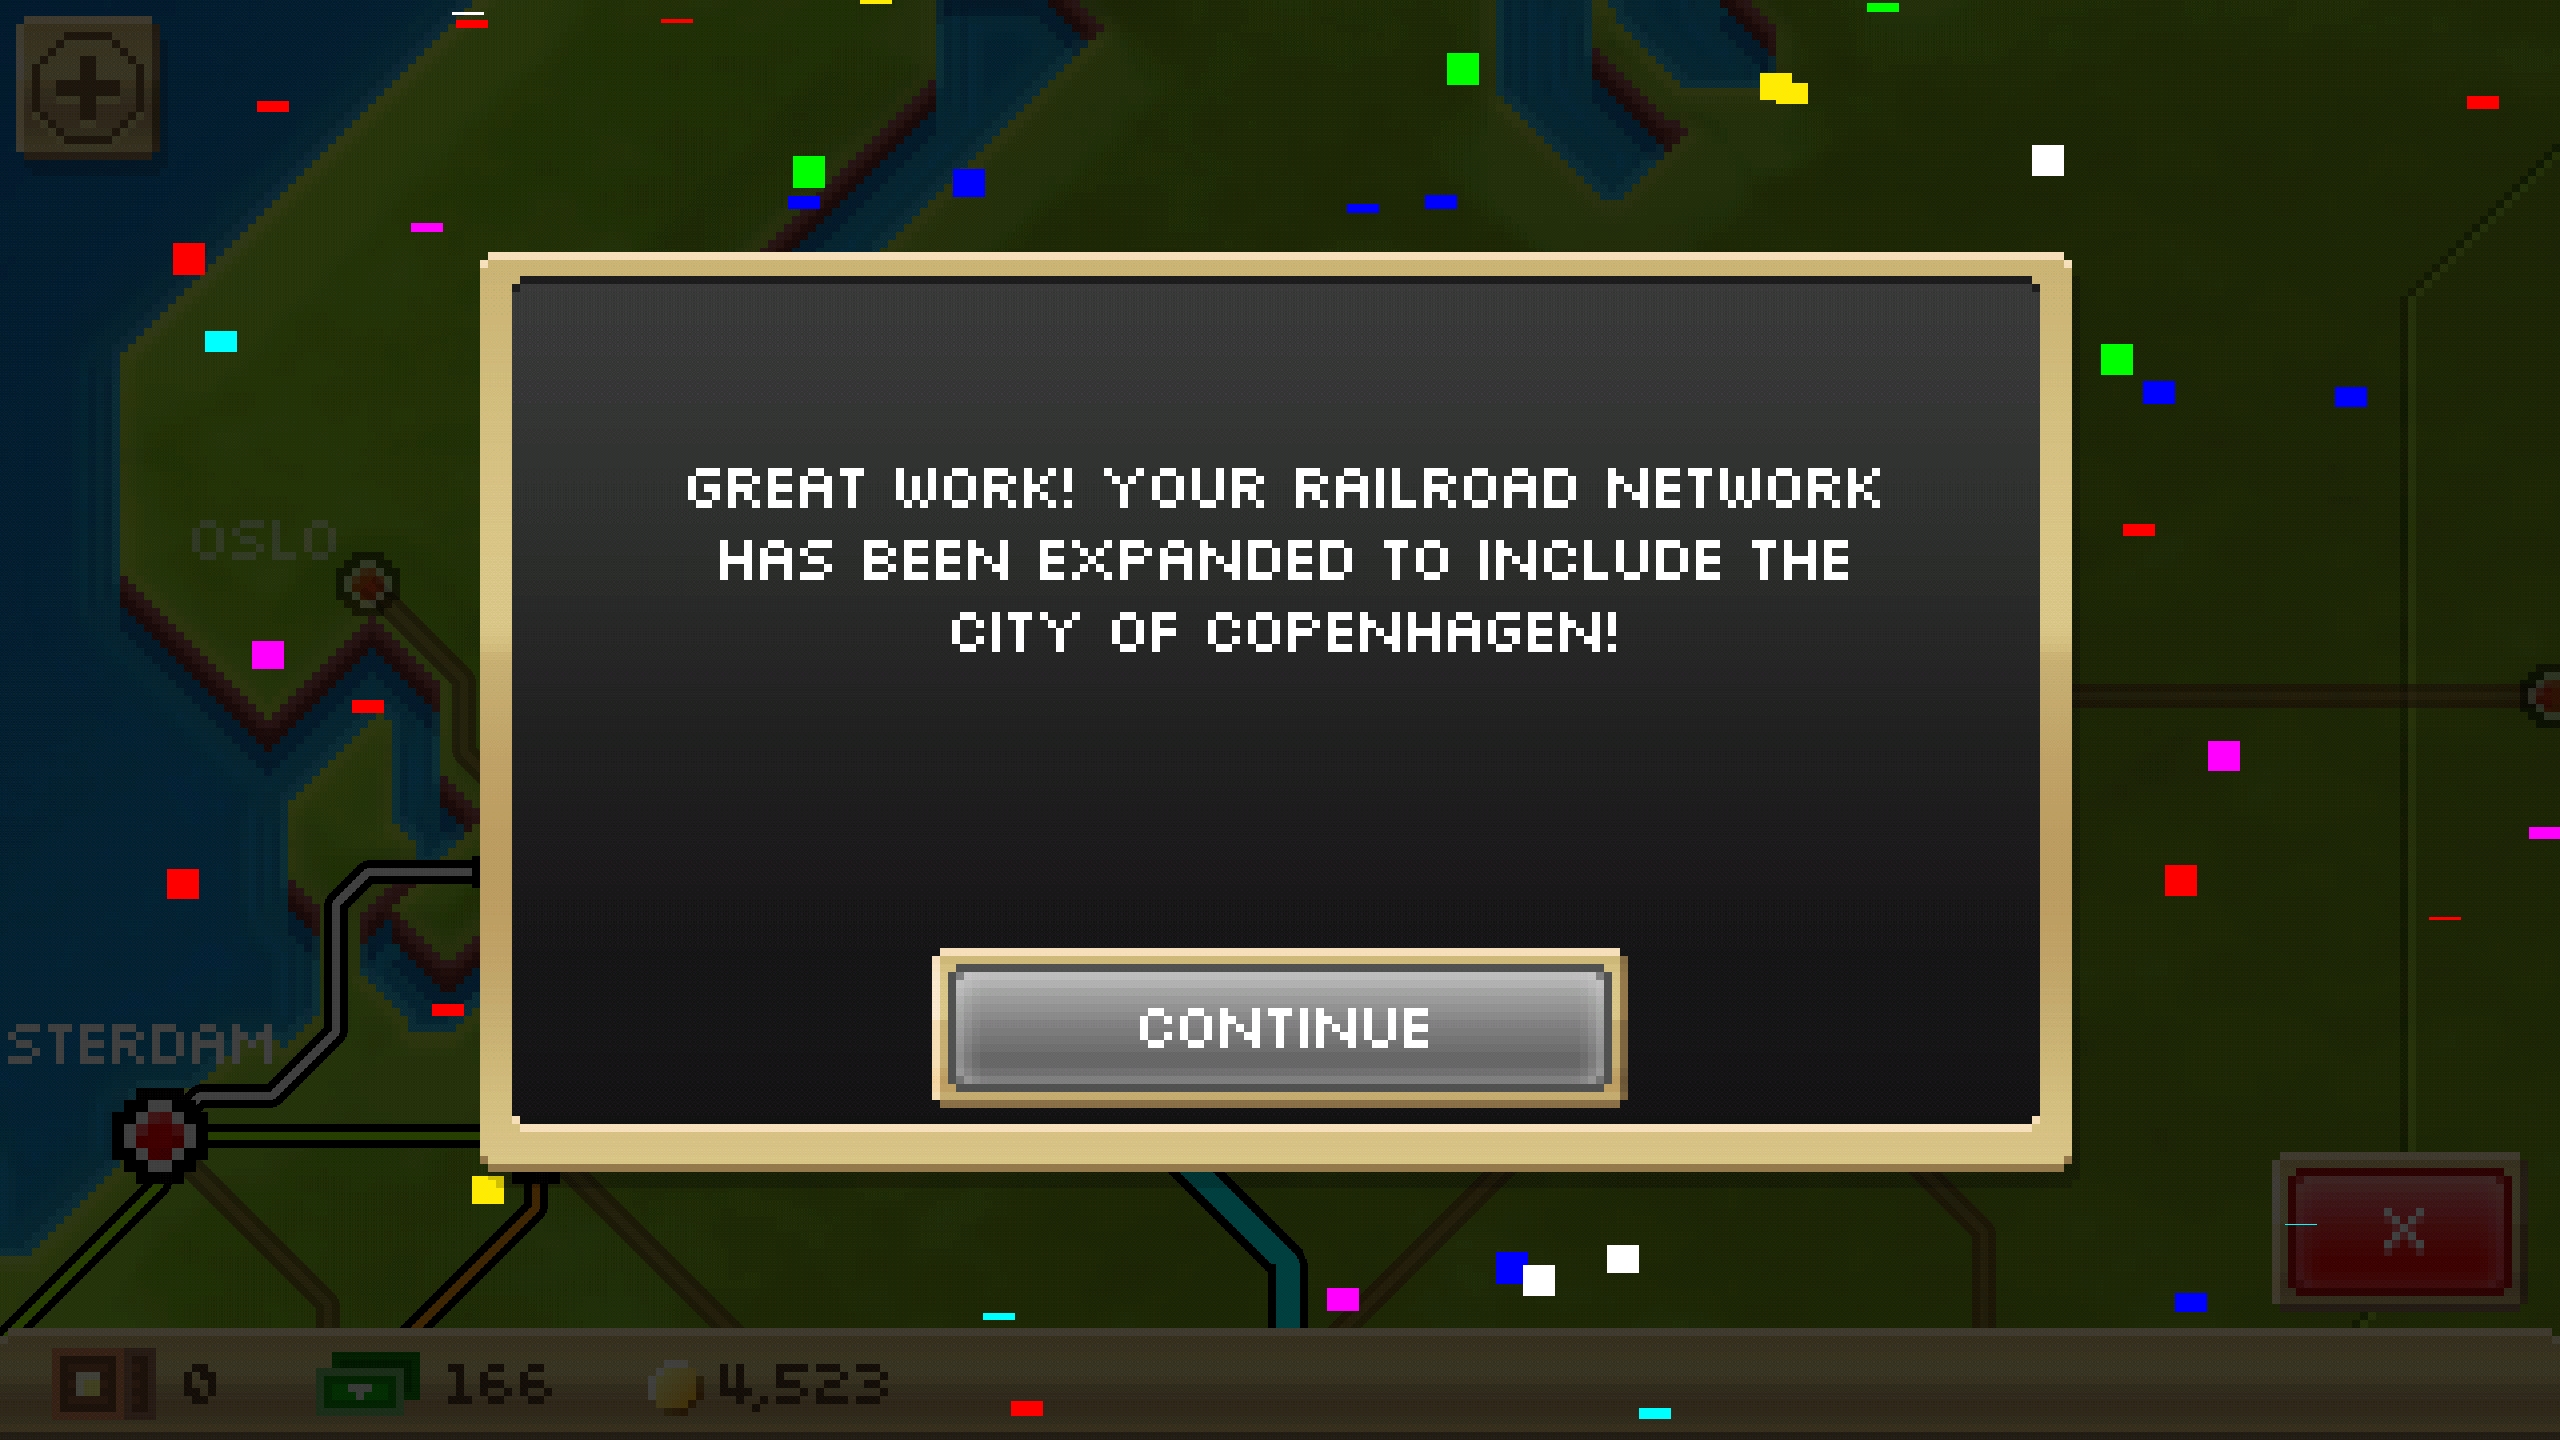 GREAT WORK! YOUR RAILROAD NETWORK
HAS BEEN EXPANDED TO INCLUDE THE
CITY OF COPENHAGEN!
OSLO
STERDAM
CONTINUE
X
0
166
4,523